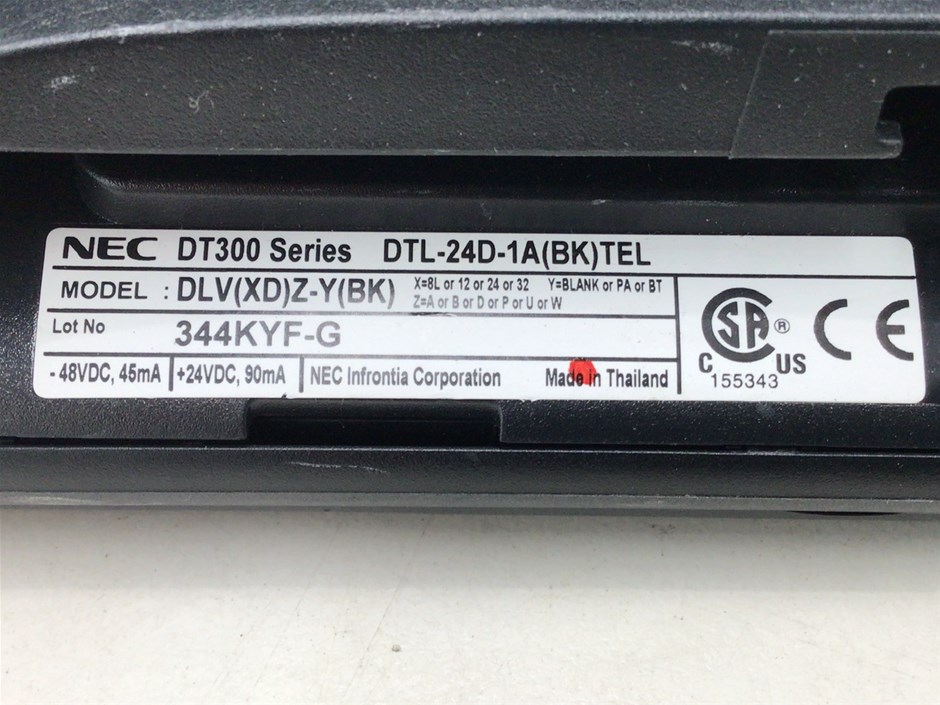 NEC DT300 Series DTL-24D-1A(BK)TEL
MODEL : DLV(XD)Z-Y(BK) X=8L or 12 or 24 or 32 Y=BLANK or PA or BT
Z=A or B or D or P or U or W
Lot No 344KYF-G
-48VDC, 45mA +24VDC, 90mA NEC Infrontia Corporation Made in Thailand
SA ®
C US
155343
CE